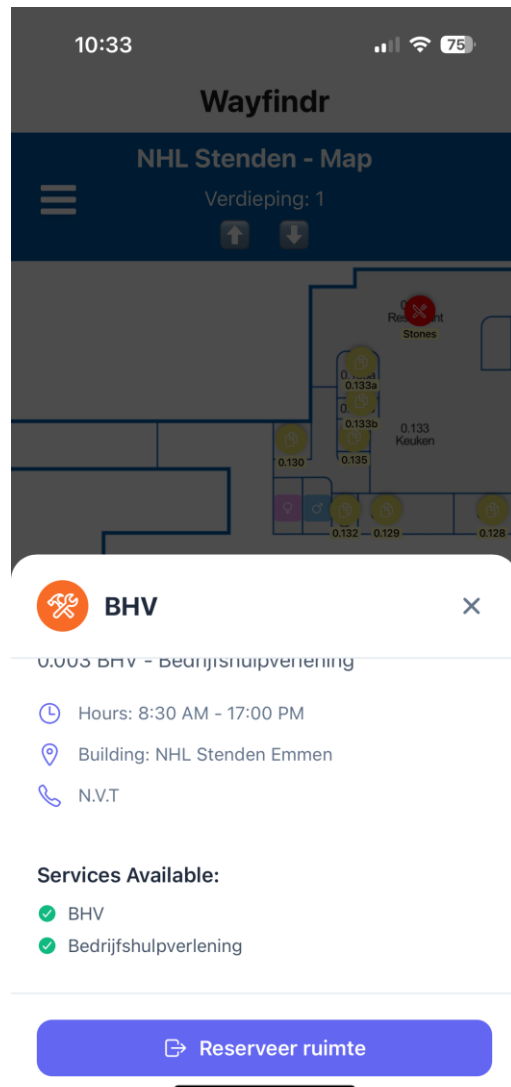 10:33
75
Wayfindr
NHL Stenden - Map
Verdieping: 1
Stones
0.133a
0.133b
0.133
Keuken
0.130
0.135
0.132
0.129
0.128
BHV
0.003 BHV - Bedrijfshulpverlening
Hours: 8:30 AM - 17:00 PM
Building: NHL Stenden Emmen
N.V.T
Services Available:
BHV
Bedrijfshulpverlening
Reserveer ruimte